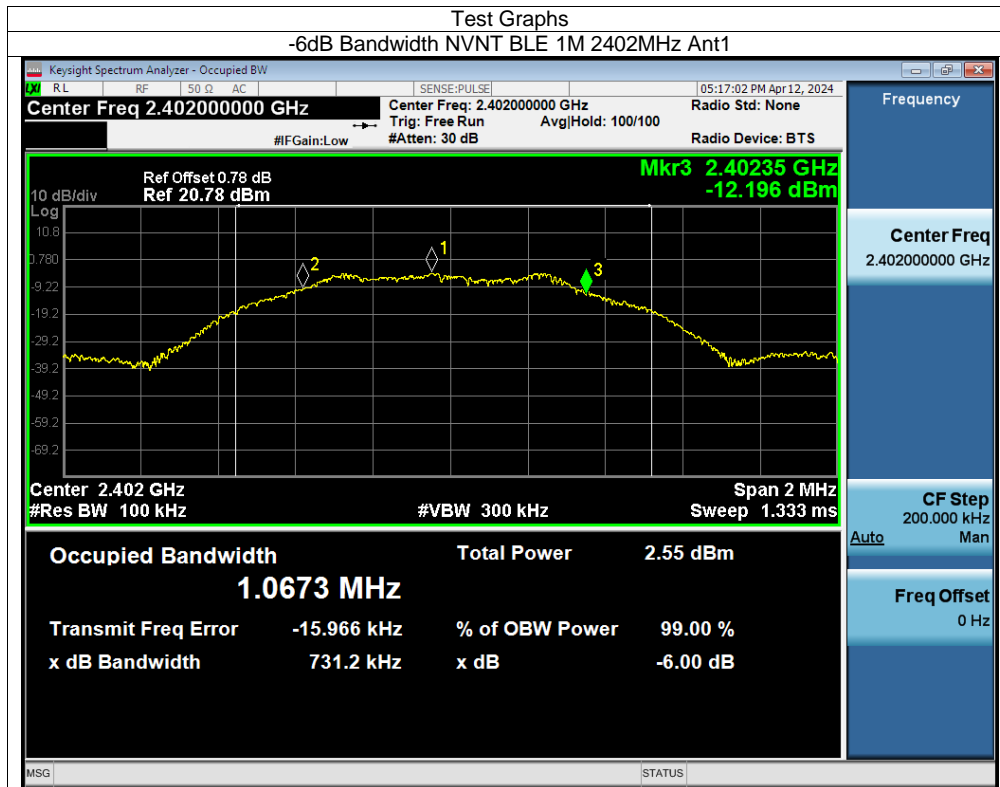 Test Graphs
-6dB Bandwidth NVNT BLE 1M 2402MHz Ant1
Keysight Spectrum Analyzer - Occupied BW
LXI RL RF 50 Ω AC SENSE:PULSE 05:17:02 PM Apr 12, 2024
Center Freq 2.402000000 GHz Center Freq: 2.402000000 GHz Radio Std: None
Trig: Free Run Avg|Hold: 100/100
#IFGain:Low #Atten: 30 dB Radio Device: BTS
Frequency
Mkr3 2.40235 GHz
-12.196 dBm
Ref Offset 0.78 dB
10 dB/div Ref 20.78 dBm
Log
10.8
0.780
-9.22
-19.2
-29.2
-39.2
-49.2
-59.2
-69.2
2
1
3
Center 2.402 GHz Span 2 MHz
#Res BW 100 kHz #VBW 300 kHz Sweep 1.333 ms
Center Freq
2.402000000 GHz
CF Step
200.000 kHz
Auto Man
Freq Offset
0 Hz
Occupied Bandwidth Total Power 2.55 dBm
1.0673 MHz
Transmit Freq Error -15.966 kHz % of OBW Power 99.00 %
x dB Bandwidth 731.2 kHz x dB -6.00 dB
MSG STATUS